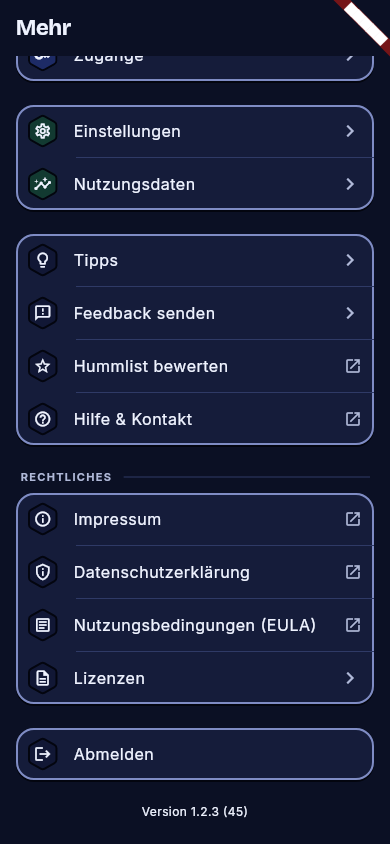 Mehr
Zugänge
Einstellungen
Nutzungsdaten
Tipps
Feedback senden
Hummlist bewerten
Hilfe & Kontakt
RECHTLICHES
Impressum
Datenschutzerklärung
Nutzungsbedingungen (EULA)
Lizenzen
Abmelden
Version 1.2.3 (45)